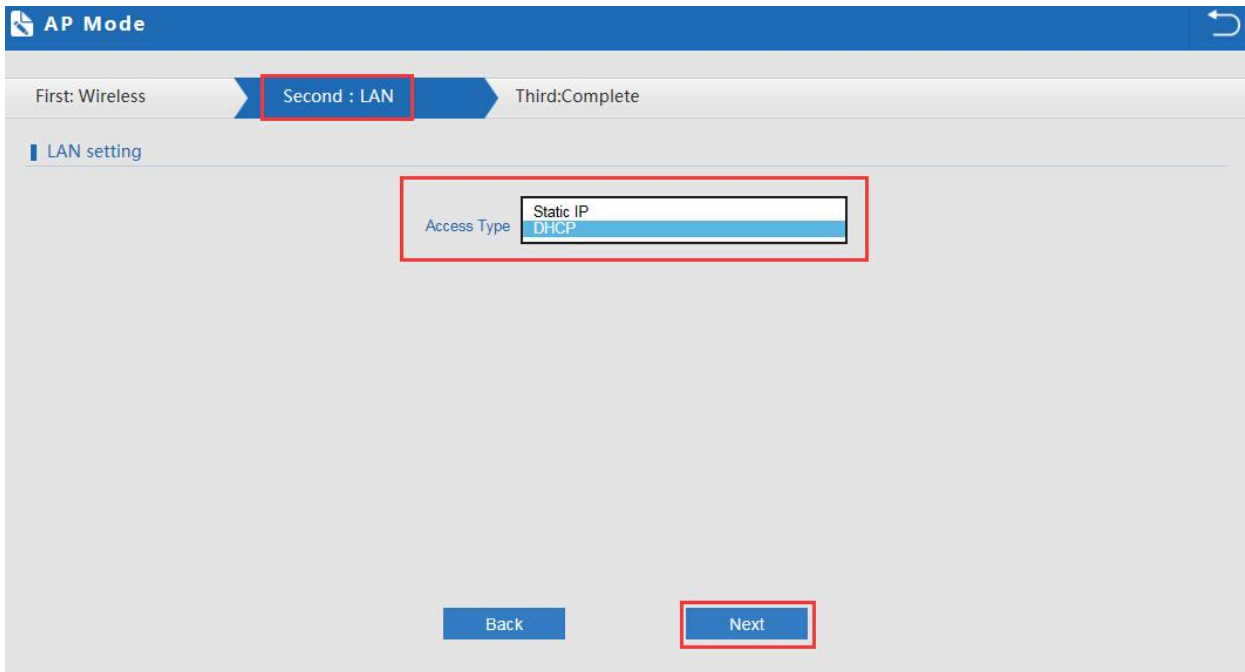 AP Mode
First: Wireless
Second : LAN
Third:Complete
LAN setting
Access Type
Static IP
DHCP
Back
Next